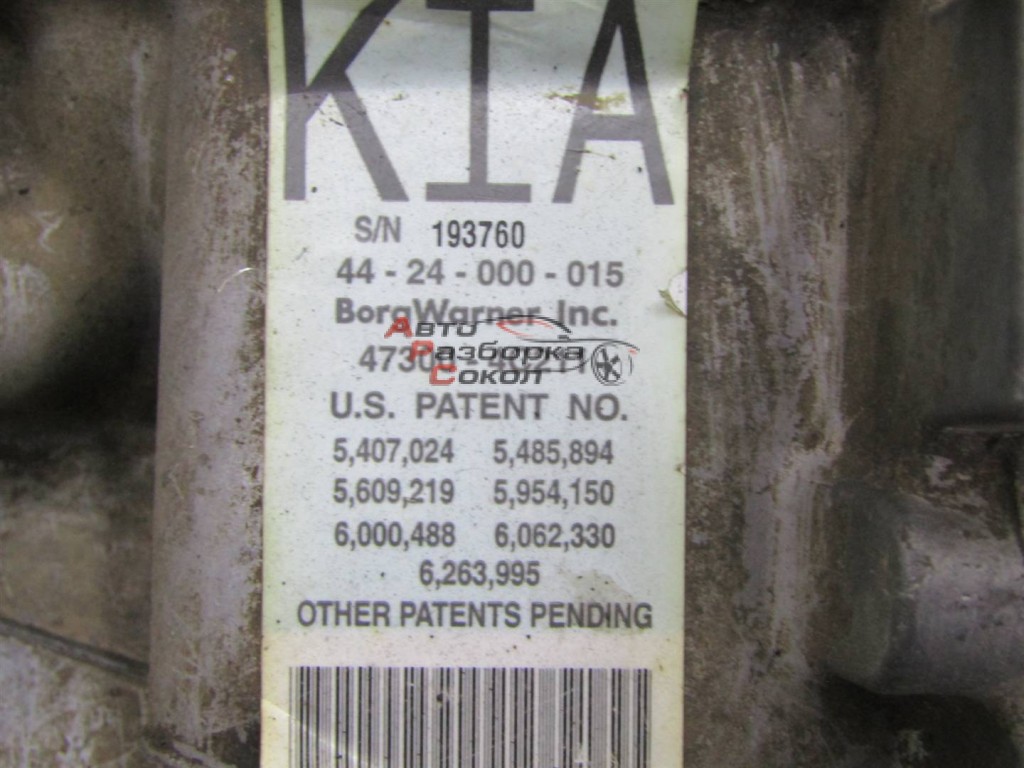 KIA
S/N 193760
44 - 24 - 000 - 015
BorgWarner Inc.
Авто
Разборка
Сокол
U.S. PATENT NO.
5,407,024 5,485,894
5,609,219 5,954,150
6,000,488 6,062,330
6,263,995
OTHER PATENTS PENDING